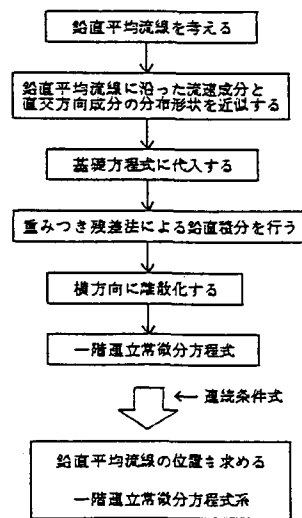 鉛直平均流線を考える
鉛直平均流線に沿った流速成分と
直交方向成分の分布形状を近似する
基礎方程式に代入する
重みつき残差法による鉛直積分を行う
横方向に離散化する
一階連立常微分方程式
← 連続条件式
鉛直平均流線の位置を求める
一階連立常微分方程式系